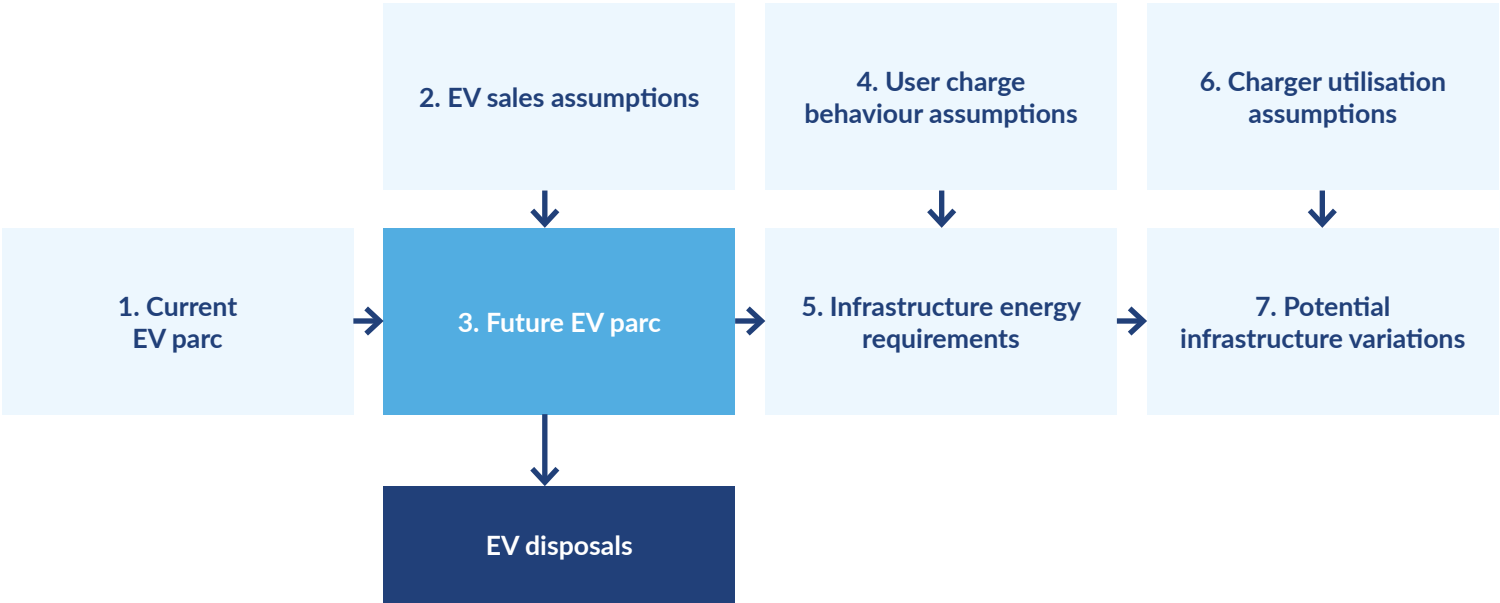 2. EV sales assumptions
4. User charge
behaviour assumptions
6. Charger utilisation
assumptions
1. Current
EV parc
3. Future EV parc
5. Infrastructure energy
requirements
7. Potential
infrastructure variations
EV disposals